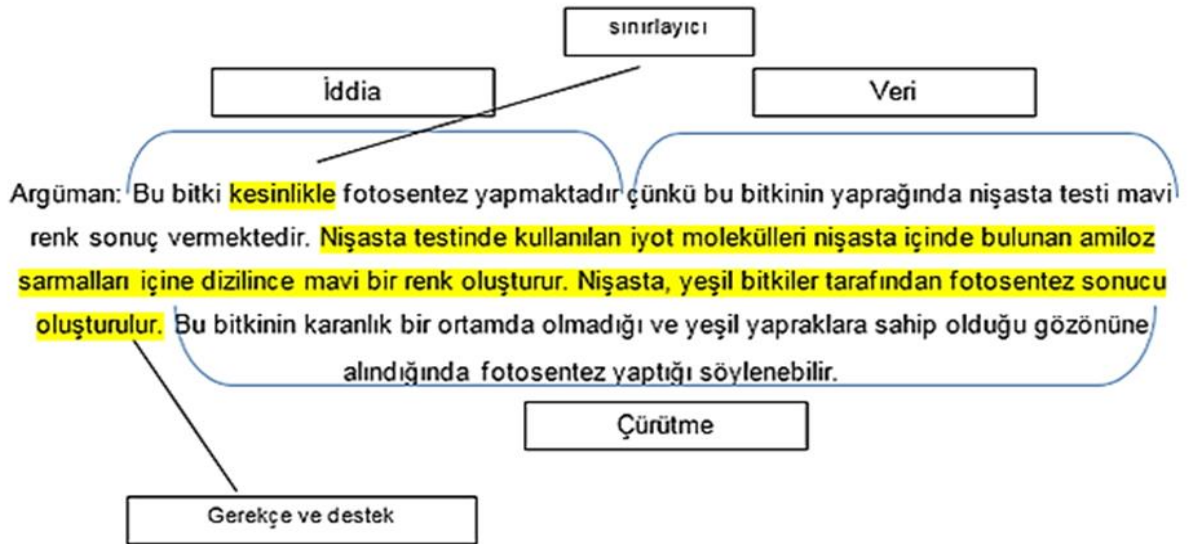 sınırlayıcı
İddia
Veri
Argüman: Bu bitki kesinlikle fotosentez yapmaktadır çünkü bu bitkinin yaprağında nişasta testi mavi
renk sonuç vermektedir. Nişasta testinde kullanılan iyot molekülleri nişasta içinde bulunan amiloz
sarmalları içine dizilince mavi bir renk oluşturur. Nişasta, yeşil bitkiler tarafından fotosentez sonucu
oluşturulur. Bu bitkinin karanlık bir ortamda olmadığı ve yeşil yapraklara sahip olduğu gözönüne
alındığında fotosentez yaptığı söylenebilir.
Çürütme
Gerekçe ve destek